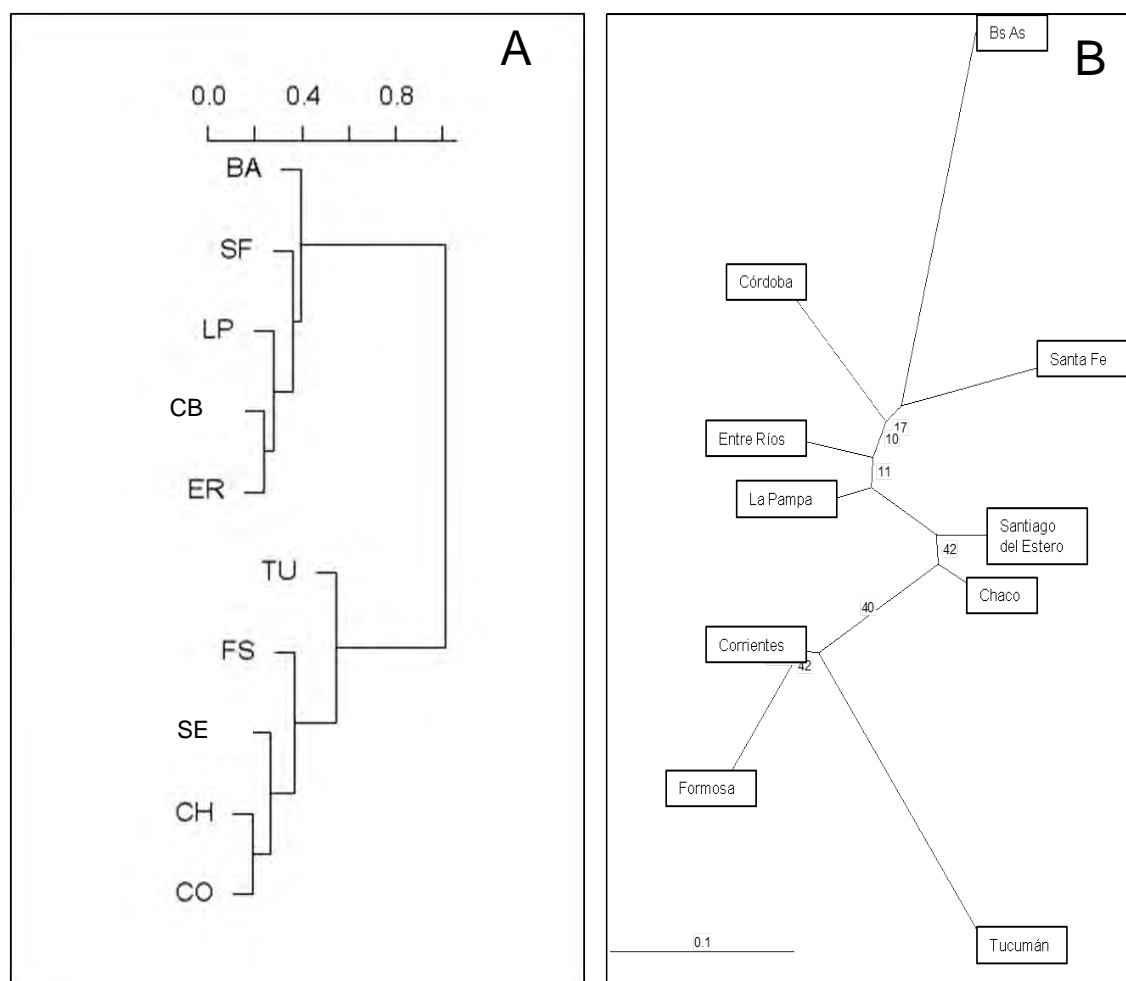 A
0.0 0.4 0.8
BA
SF
LP
CB
ER
TU
FS
SE
CH
CO
B
Bs As
Córdoba
Santa Fe
17
10
Entre Ríos
11
La Pampa
Santiago
del Estero
42
Chaco
40
Corrientes
42
Formosa
Tucumán
0.1